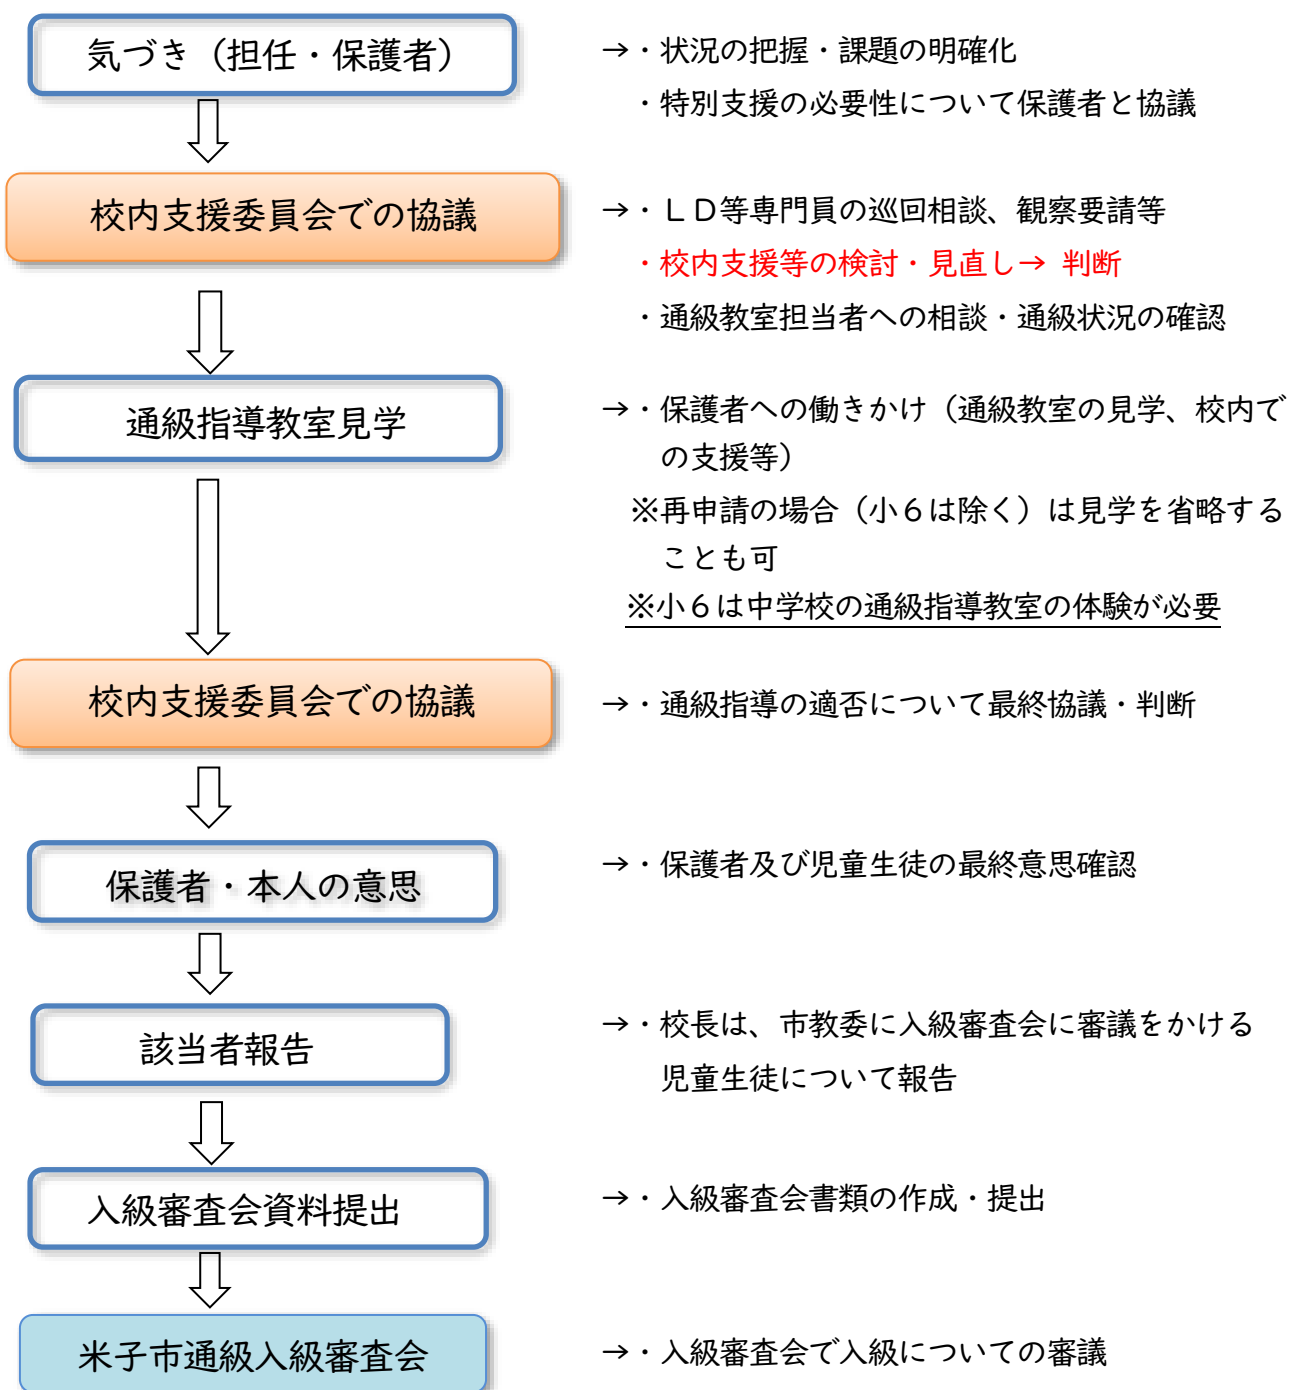 気づき（担任・保護者）
→・状況の把握・課題の明確化
・特別支援の必要性について保護者と協議
校内支援委員会での協議
→・ＬＤ等専門員の巡回相談、観察要請等
・校内支援等の検討・見直し→ 判断
・通級教室担当者への相談・通級状況の確認
通級指導教室見学
→・保護者への働きかけ（通級教室の見学、校内で
の支援等）
※再申請の場合（小６は除く）は見学を省略する
ことも可
※小６は中学校の通級指導教室の体験が必要
校内支援委員会での協議
→・通級指導の適否について最終協議・判断
保護者・本人の意思
→・保護者及び児童生徒の最終意思確認
該当者報告
→・校長は、市教委に入級審査会に審議をかける
児童生徒について報告
入級審査会資料提出
→・入級審査会書類の作成・提出
米子市通級入級審査会
→・入級審査会で入級についての審議